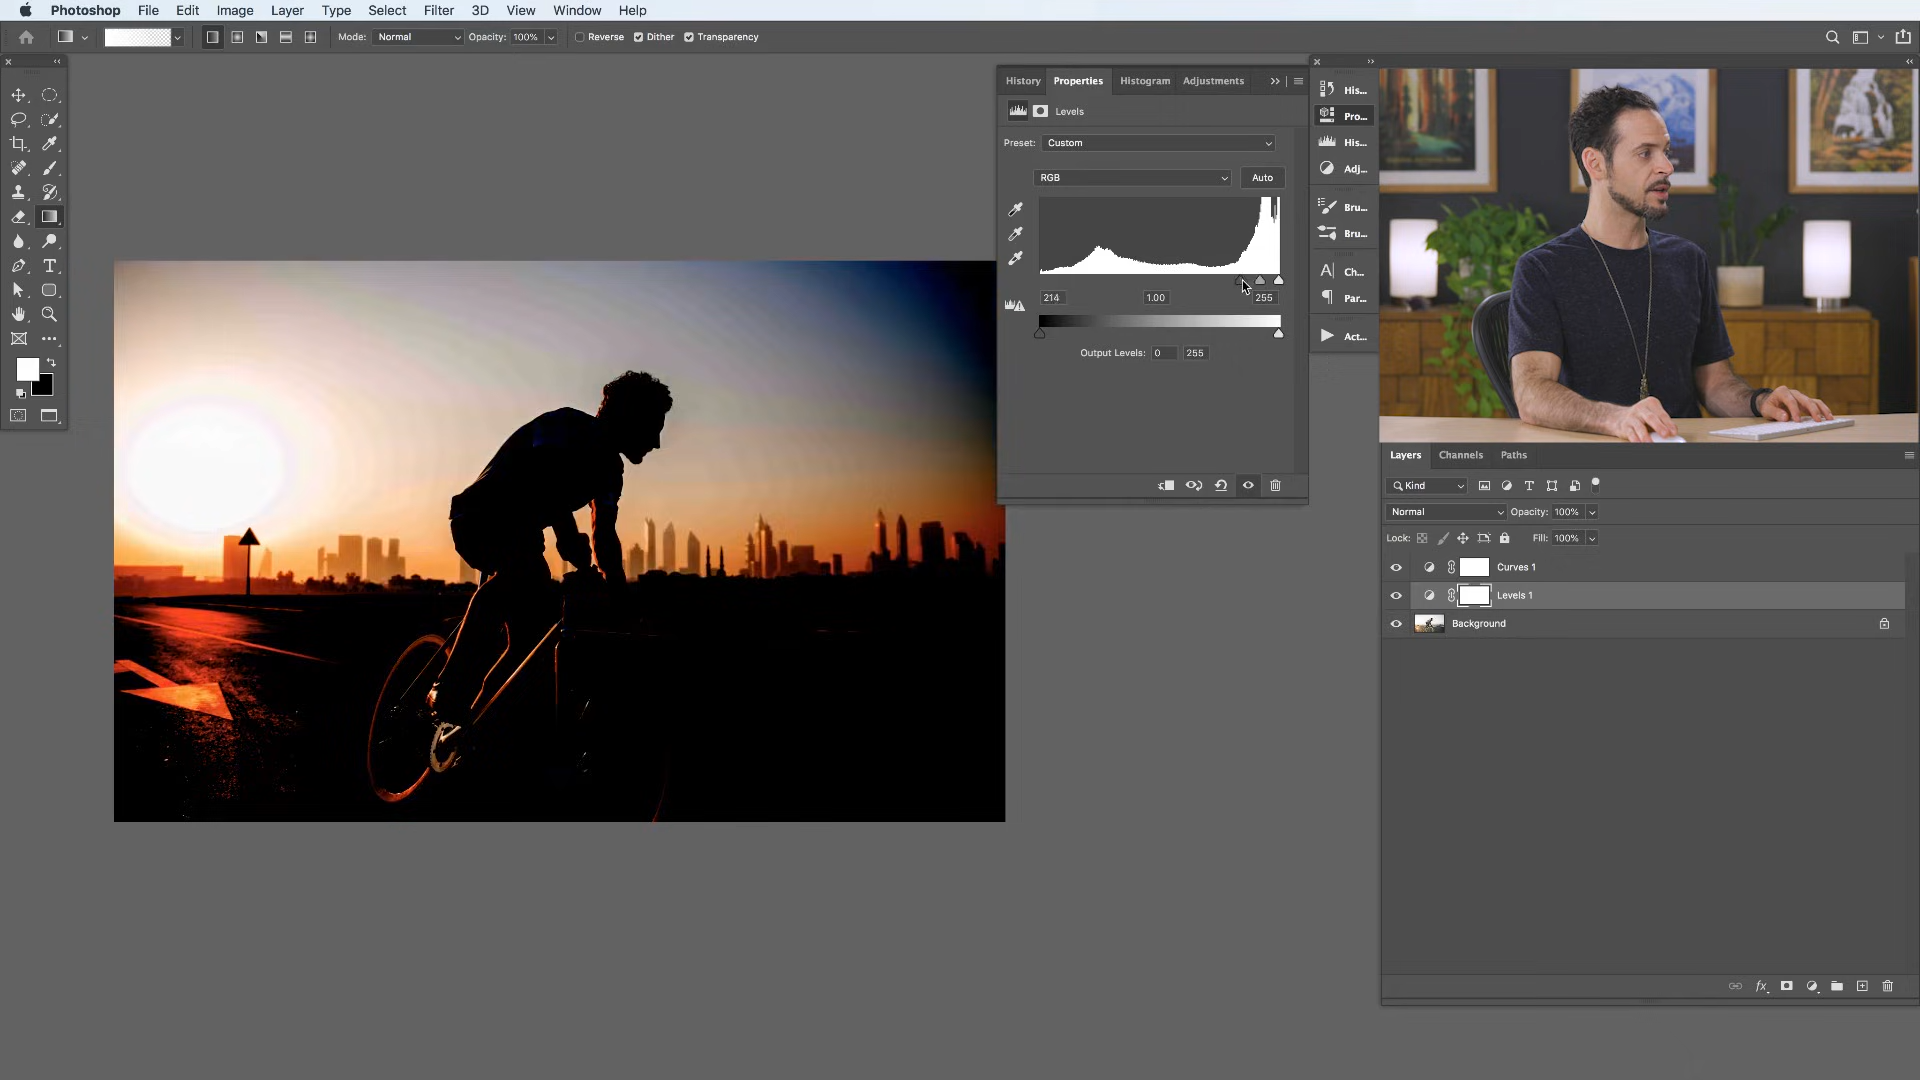 Photoshop File Edit Image Layer Type Select Filter 3D View Window Help
Mode: Normal Opacity: 100% Reverse Dither Transparency
History Properties Histogram Adjustments
Levels
Preset: Custom
RGB Auto
214 1.00 255
Output Levels: 0 255
His...
Pro...
His...
Adj...
Bru...
Bru...
Ch...
Par...
Act...
Layers Channels Paths
Kind
Normal Opacity: 100%
Lock: Fill: 100%
Curves 1
Levels 1
Background
fx